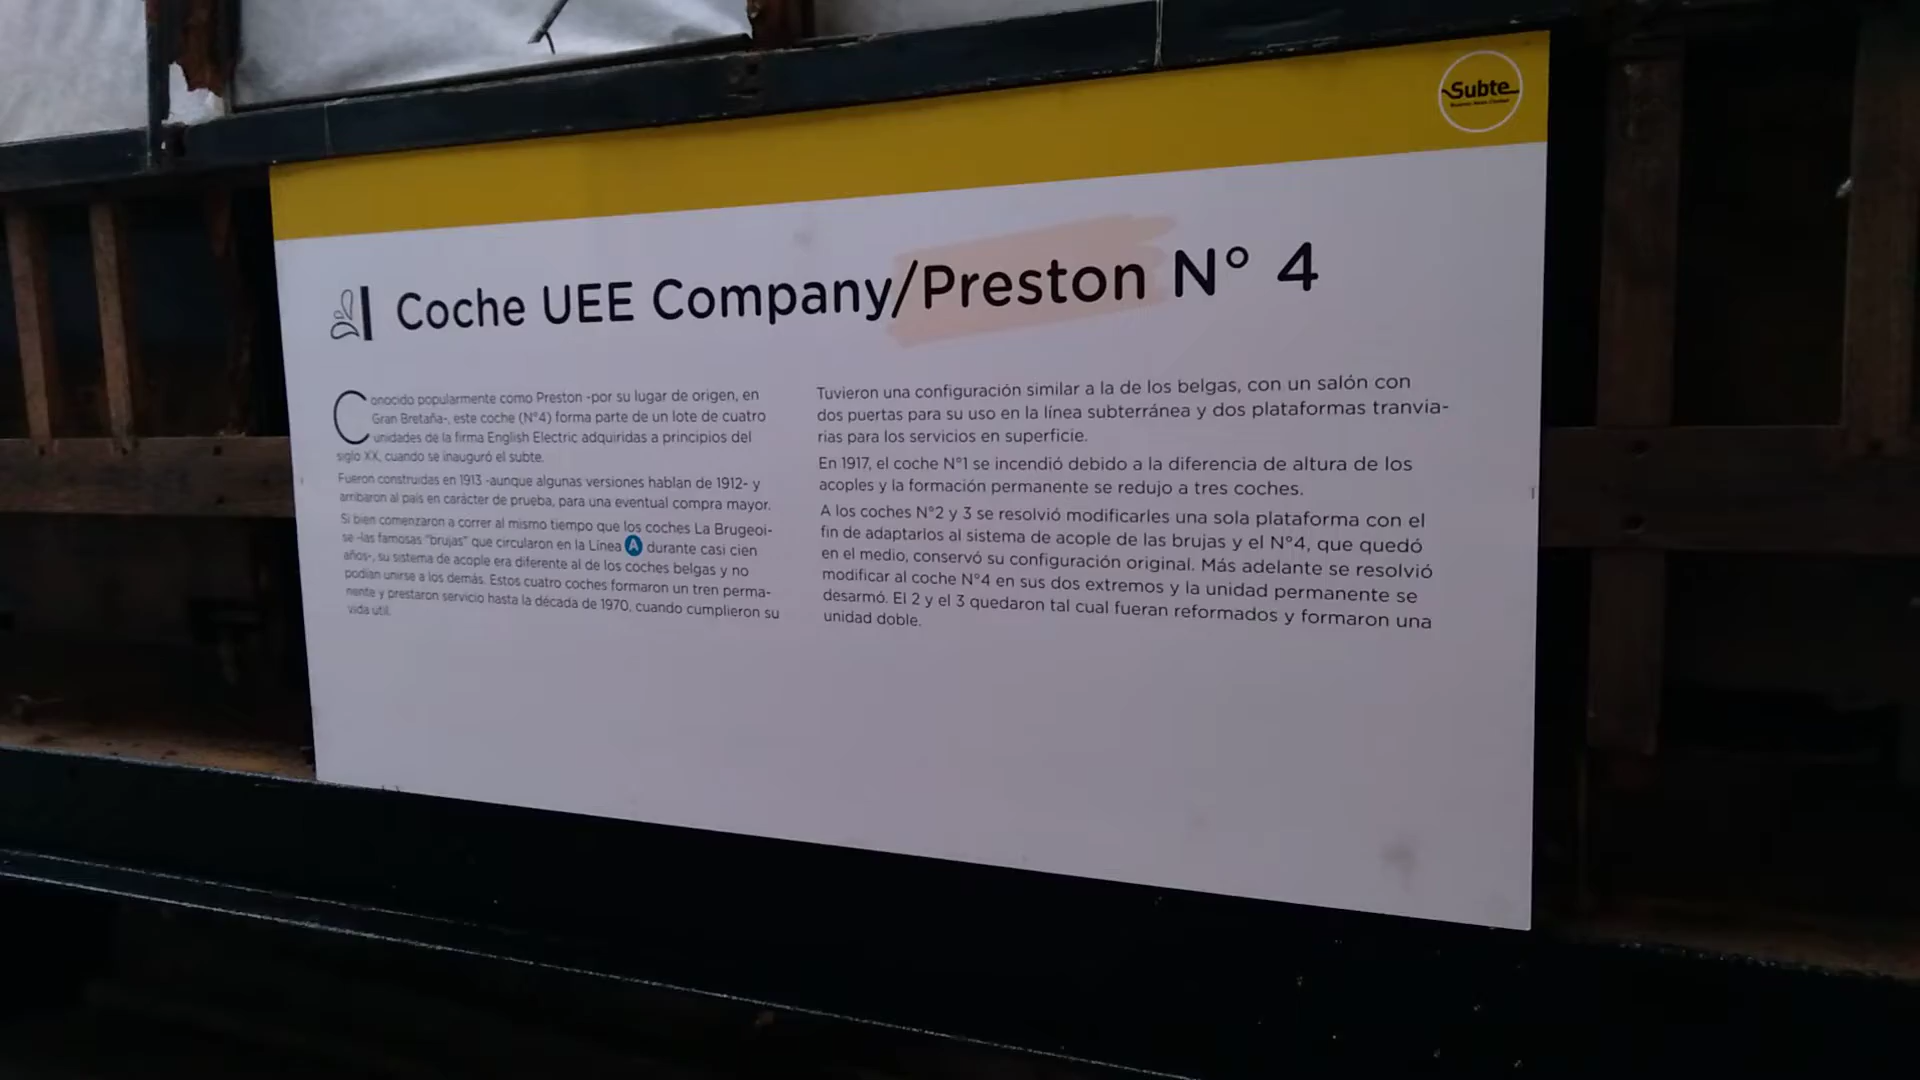 Subte
Coche UEE Company/Preston N° 4
Conocido popularmente como Preston -por su lugar de origen, en
Gran Bretaña-, este coche (N°4) forma parte de un lote de cuatro
unidades de la firma English Electric adquiridas a principios del
siglo XX, cuando se inauguró el subte.
Fueron construidas en 1913 -aunque algunas versiones hablan de 1912- y
arribaron al país en carácter de prueba, para una eventual compra mayor.
Si bien comenzaron a correr al mismo tiempo que los coches La Brugeoi-
se -las famosas "brujas" que circularon en la Línea A durante casi cien
años-, su sistema de acople era diferente al de los coches belgas y no
podían unirse a los demás. Estos cuatro coches formaron un tren perma-
nente y prestaron servicio hasta la década de 1970, cuando cumplieron su
vida útil.
Tuvieron una configuración similar a la de los belgas, con un salón con
dos puertas para su uso en la línea subterránea y dos plataformas tranvia-
rias para los servicios en superficie.
En 1917, el coche N°1 se incendió debido a la diferencia de altura de los
acoples y la formación permanente se redujo a tres coches.
A los coches N°2 y 3 se resolvió modificarles una sola plataforma con el
fin de adaptarlos al sistema de acople de las brujas y el N°4, que quedó
en el medio, conservó su configuración original. Más adelante se resolvió
modificar al coche N°4 en sus dos extremos y la unidad permanente se
desarmó. El 2 y el 3 quedaron tal cual fueran reformados y formaron una
unidad doble.